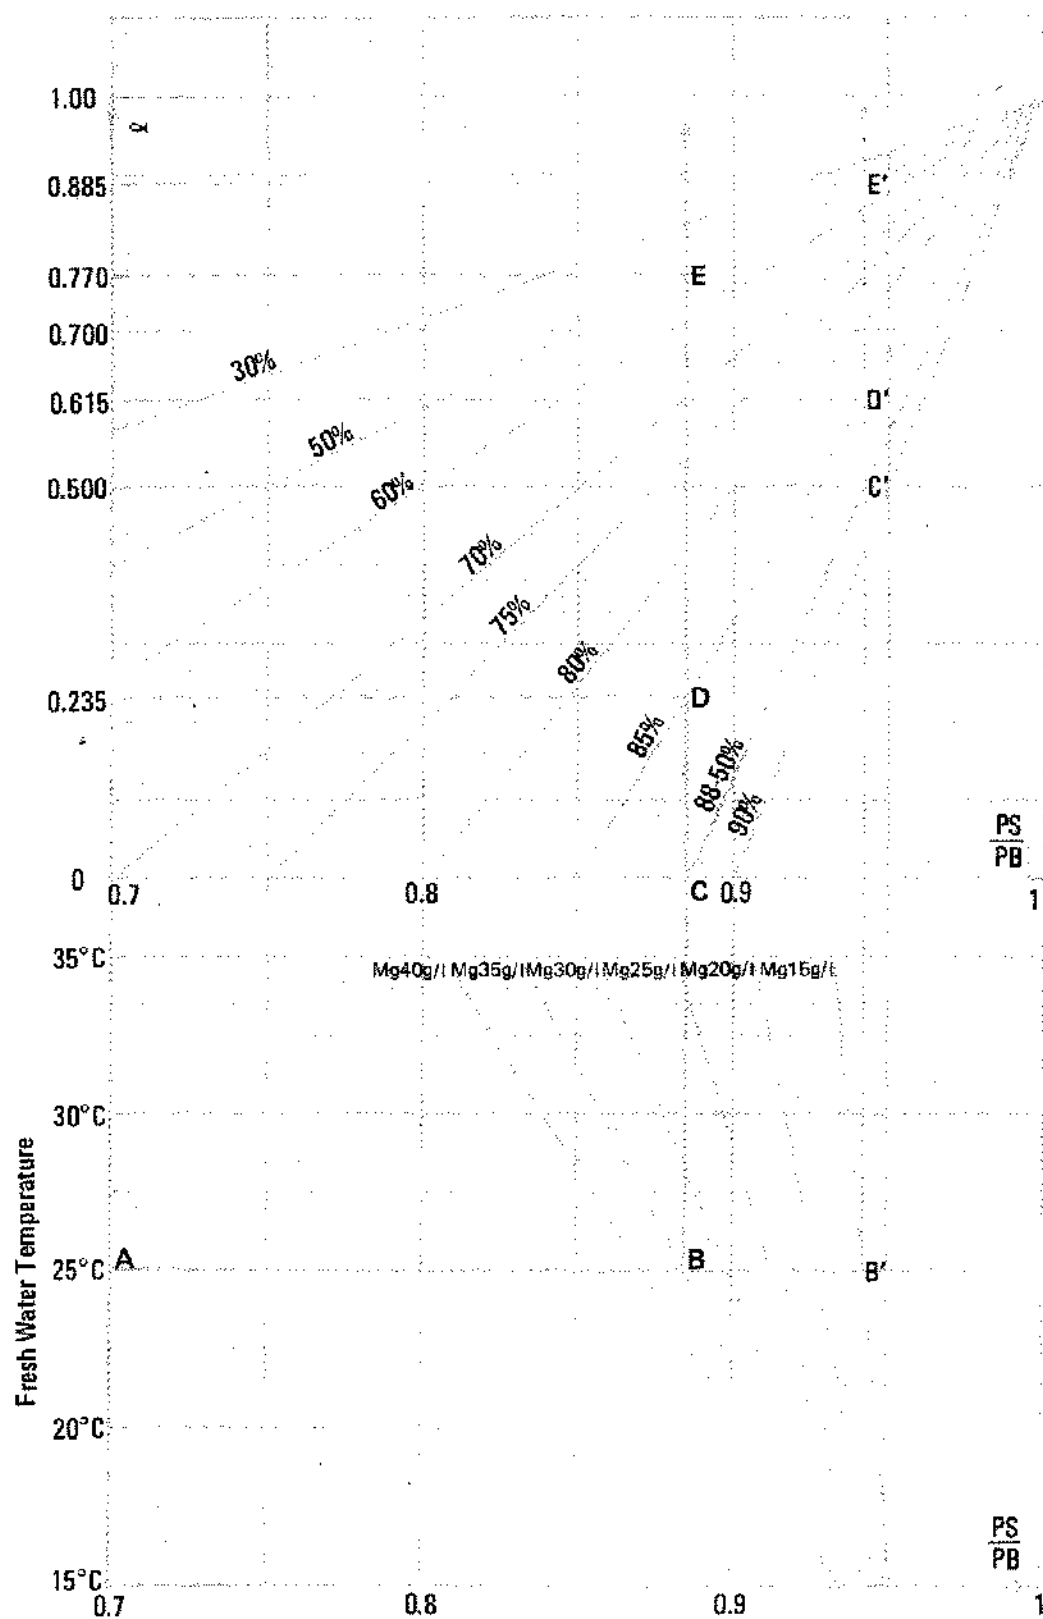 1.00
ℓ
0.885
E'
0.770
E
0.700
30%
0.615
D'
50%
0.500
60%
C'
70%
75%
80%
0.235
D
85%
88-50%
90%
PS
PB
0
0.7
0.8
C
0.9
1
35°C
Mg40g/l Mg35g/l Mg30g/l Mg25g/l Mg20g/l Mg15g/l
30°C
Fresh Water Temperature
A
B
25°C
B'
20°C
PS
PB
15°C
0.7
0.8
0.9
1